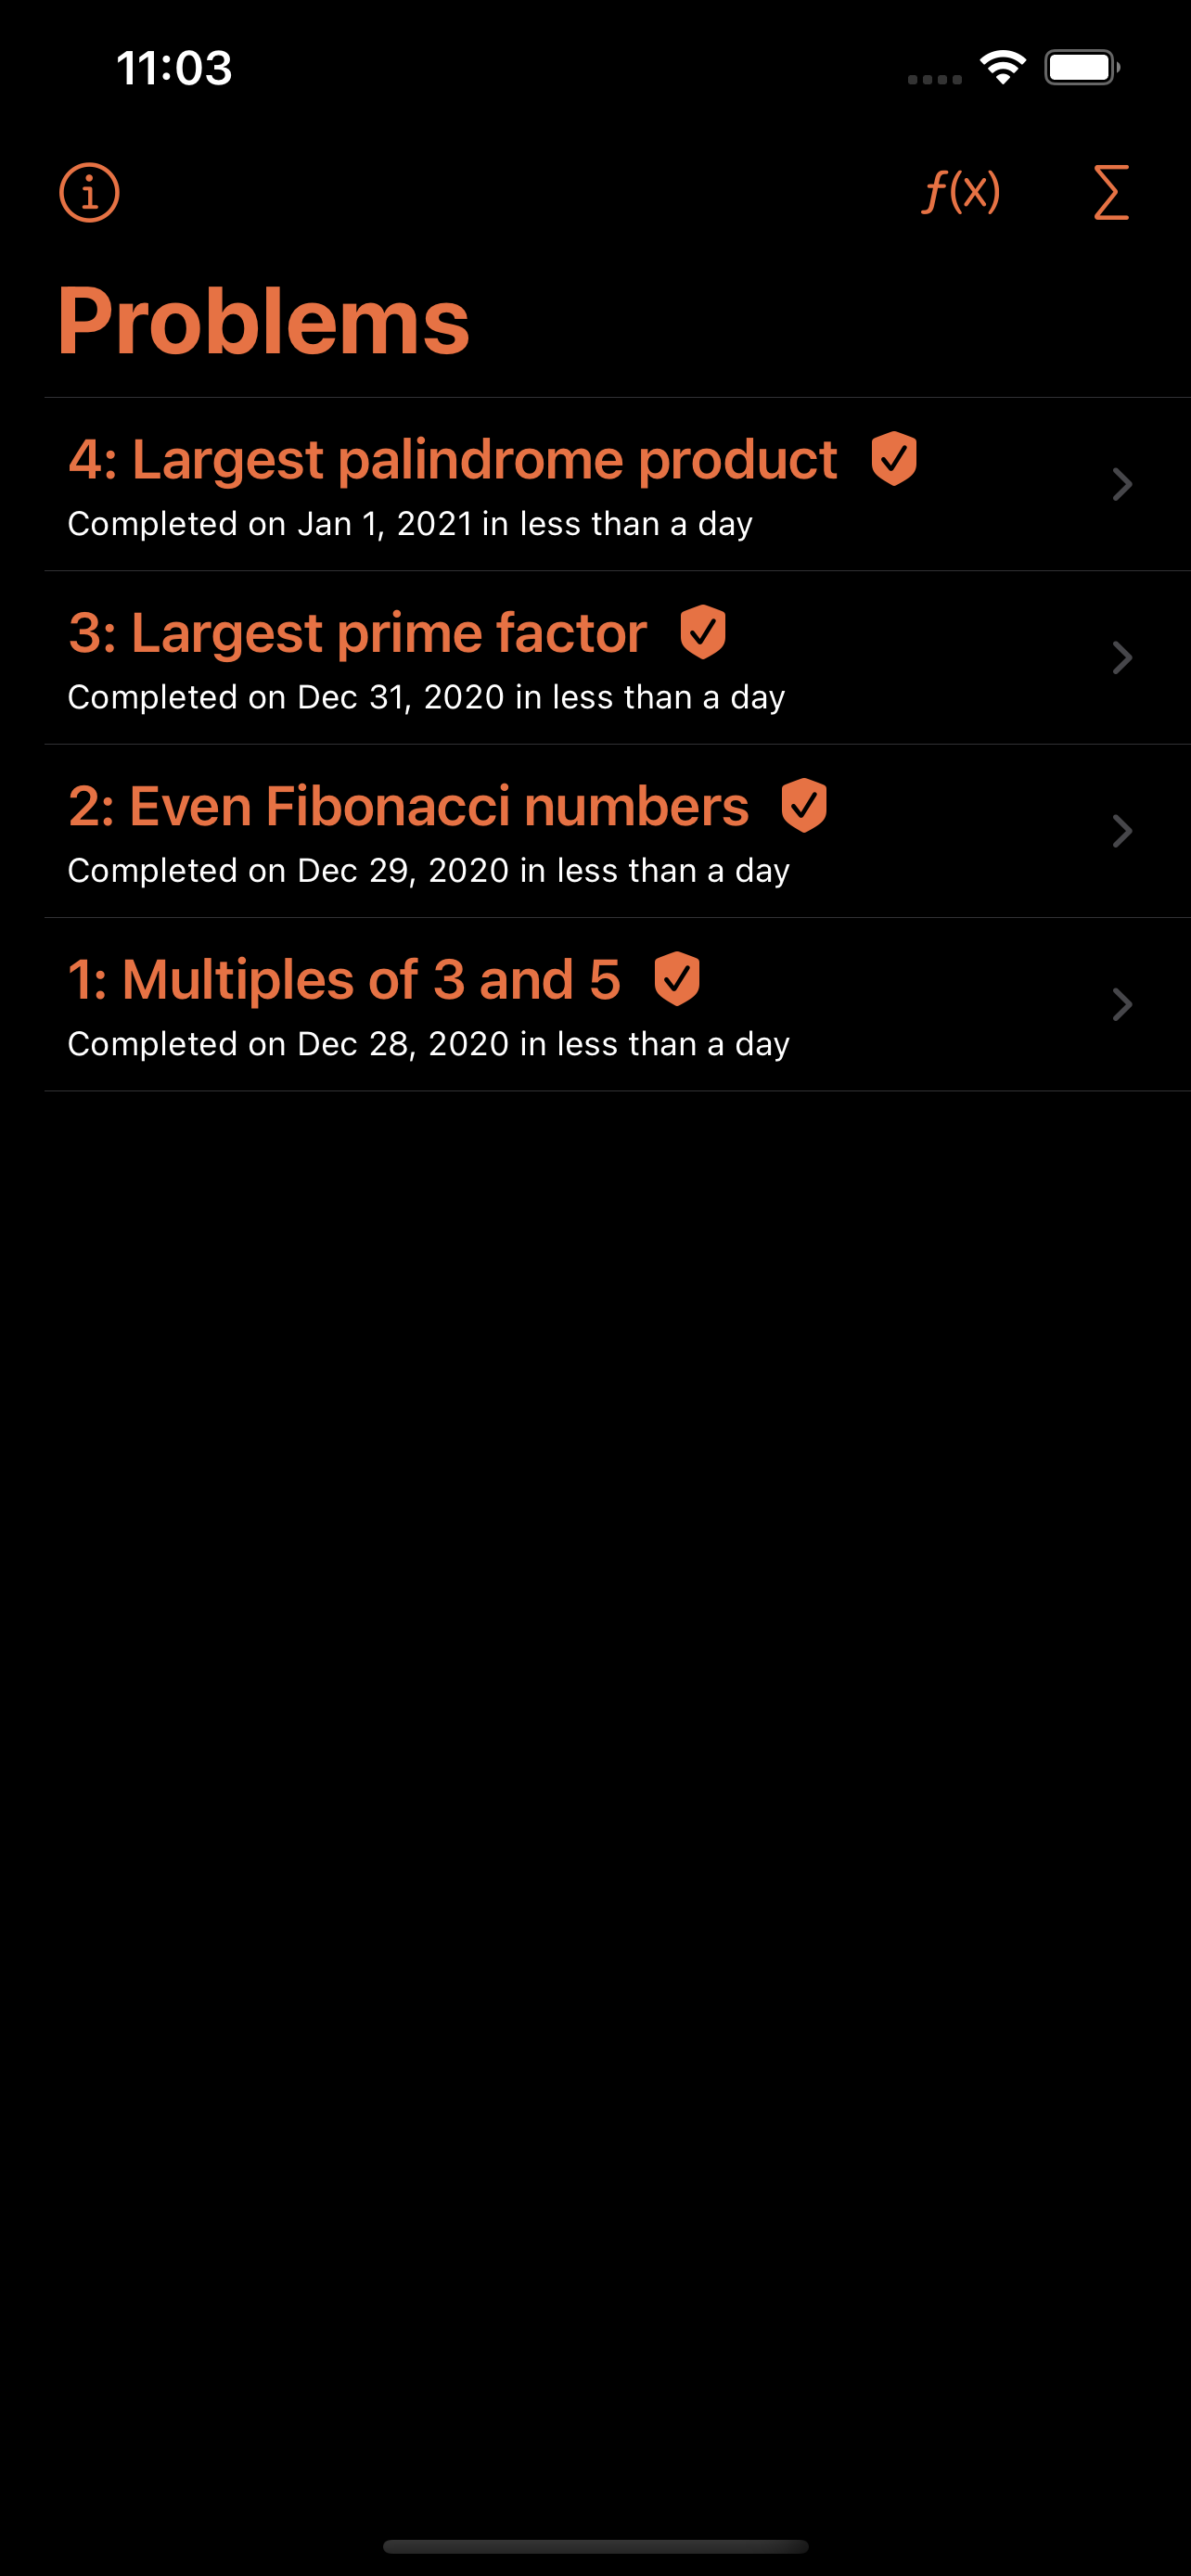 11:03
f(x) Σ
Problems
4: Largest palindrome product
Completed on Jan 1, 2021 in less than a day
3: Largest prime factor
Completed on Dec 31, 2020 in less than a day
2: Even Fibonacci numbers
Completed on Dec 29, 2020 in less than a day
1: Multiples of 3 and 5
Completed on Dec 28, 2020 in less than a day